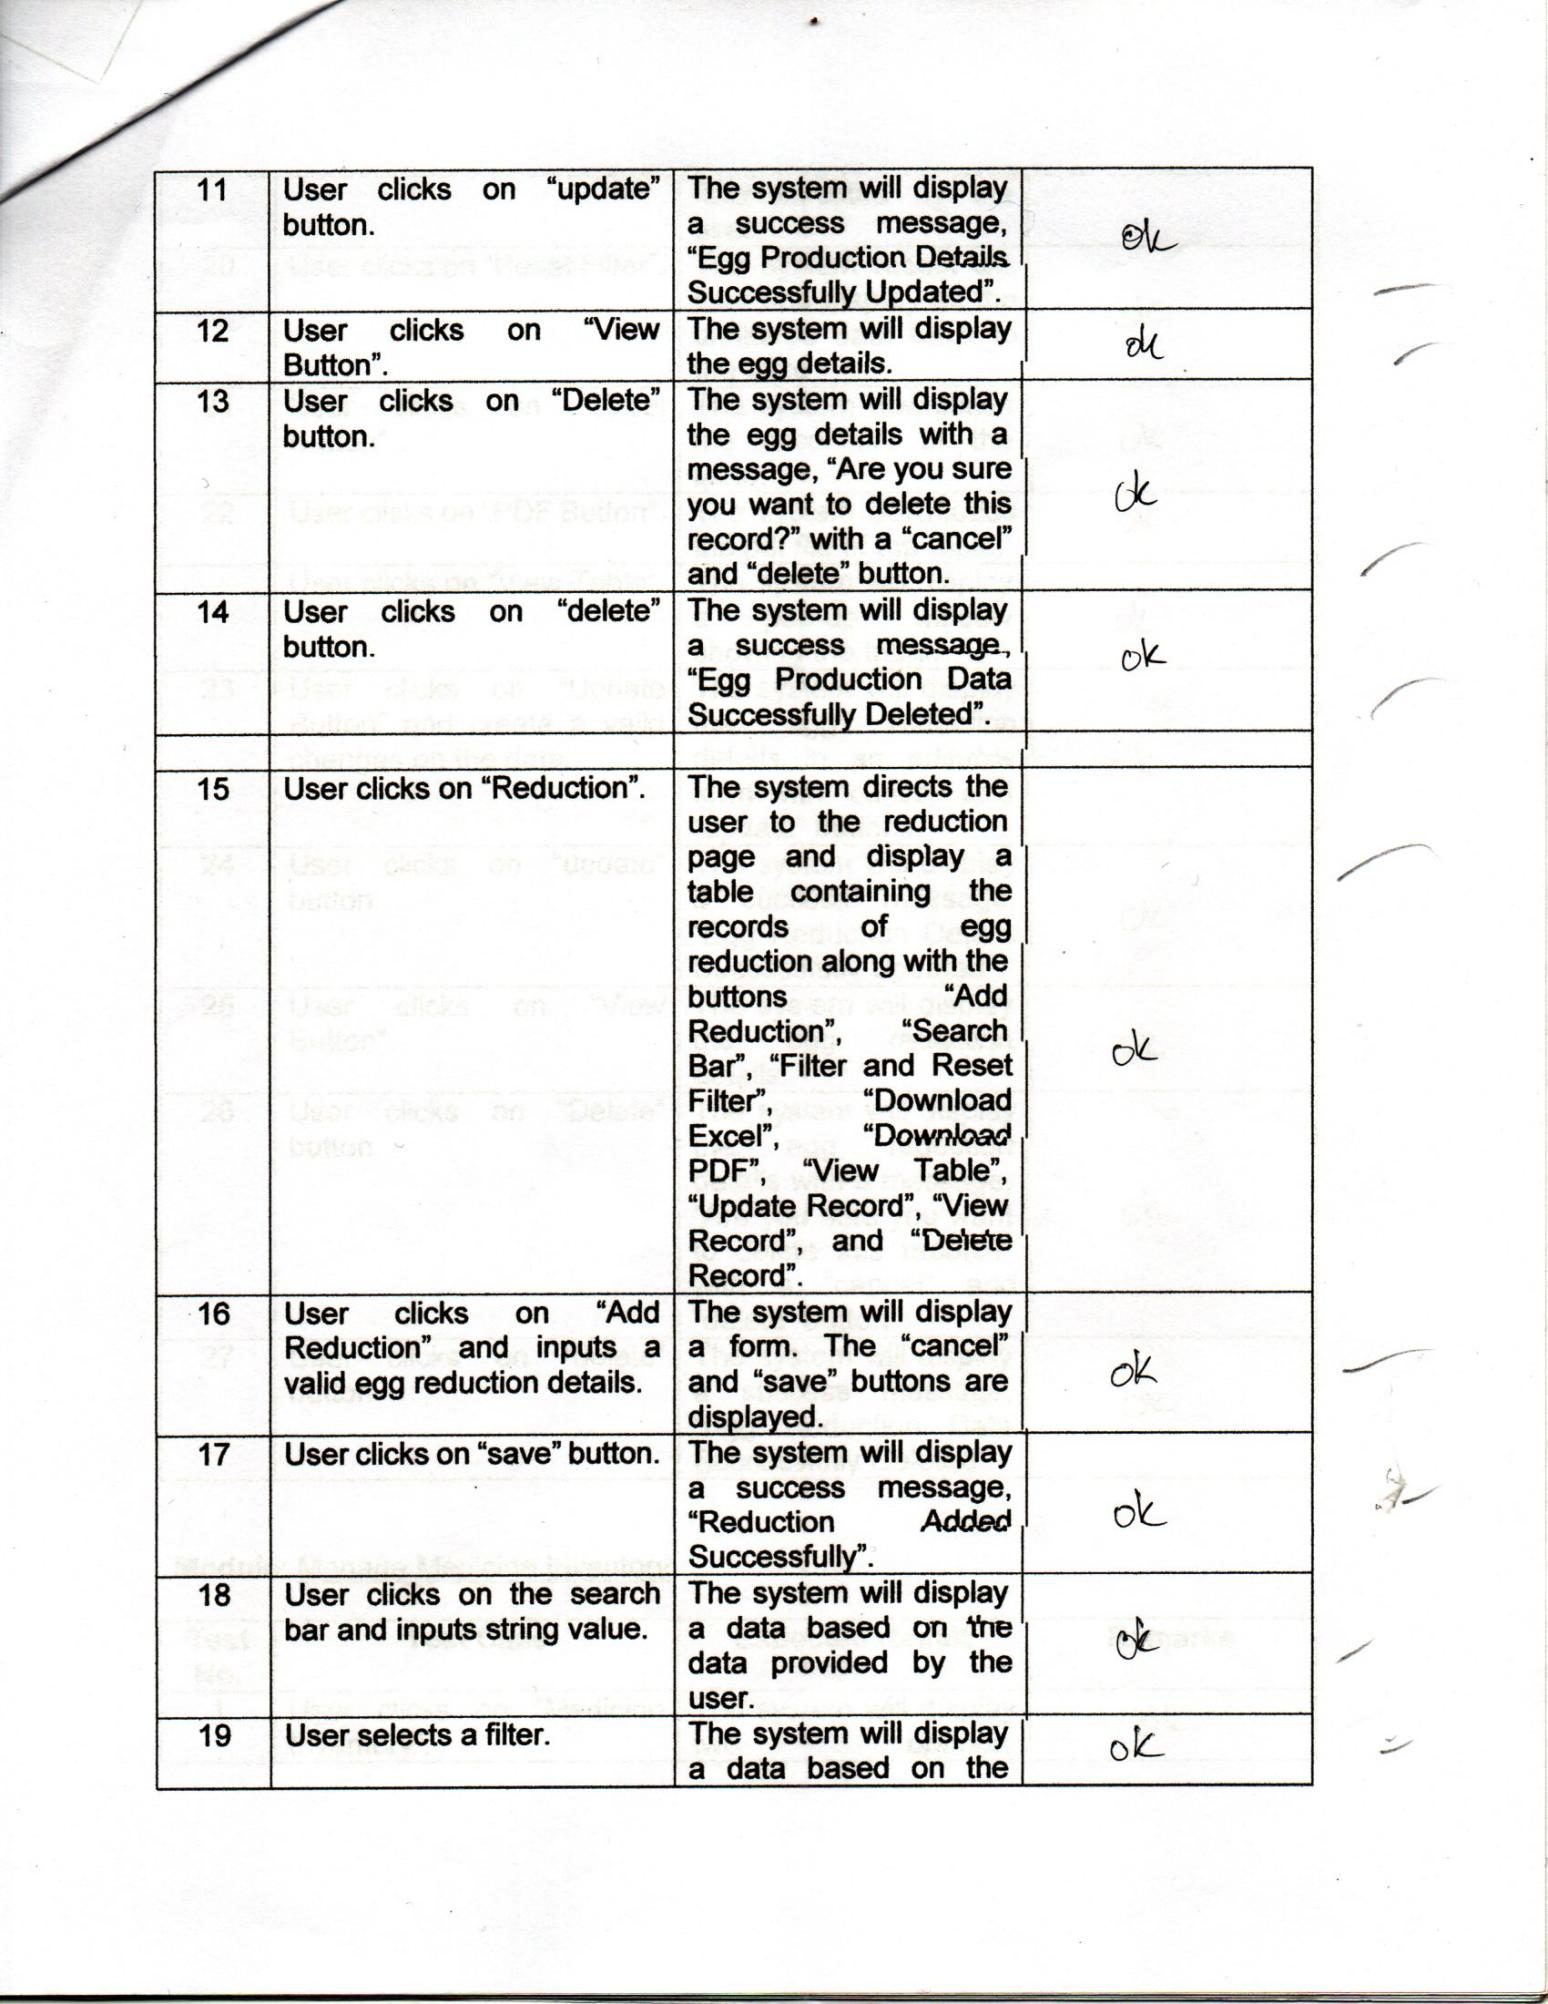 11 User clicks on “update” The system will display
button. a success message,
“Egg Production Details
Successfully Updated”.
ok
12 User clicks on “View The system will display
Button”. the egg details.
ok
13 User clicks on “Delete” The system will display
button. the egg details with a
message, “Are you sure
you want to delete this
record?” with a “cancel”
and “delete” button.
ok
14 User clicks on “delete” The system will display
button. a success message,
“Egg Production Data
Successfully Deleted”.
ok
15 User clicks on “Reduction”. The system directs the
user to the reduction
page and display a
table containing the
records of egg
reduction along with the
buttons “Add
Reduction”, “Search
Bar”, “Filter and Reset
Filter”, “Download
Excel”, “Download
PDF”, “View Table”,
“Update Record”, “View
Record”, and “Delete
Record”.
ok
16 User clicks on “Add The system will display
Reduction” and inputs a a form. The “cancel”
valid egg reduction details. and “save” buttons are
displayed.
ok
17 User clicks on “save” button. The system will display
a success message,
“Reduction Added
Successfully”.
ok
18 User clicks on the search The system will display
bar and inputs string value. a data based on the
data provided by the
user.
ok
19 User selects a filter. The system will display
a data based on the
ok